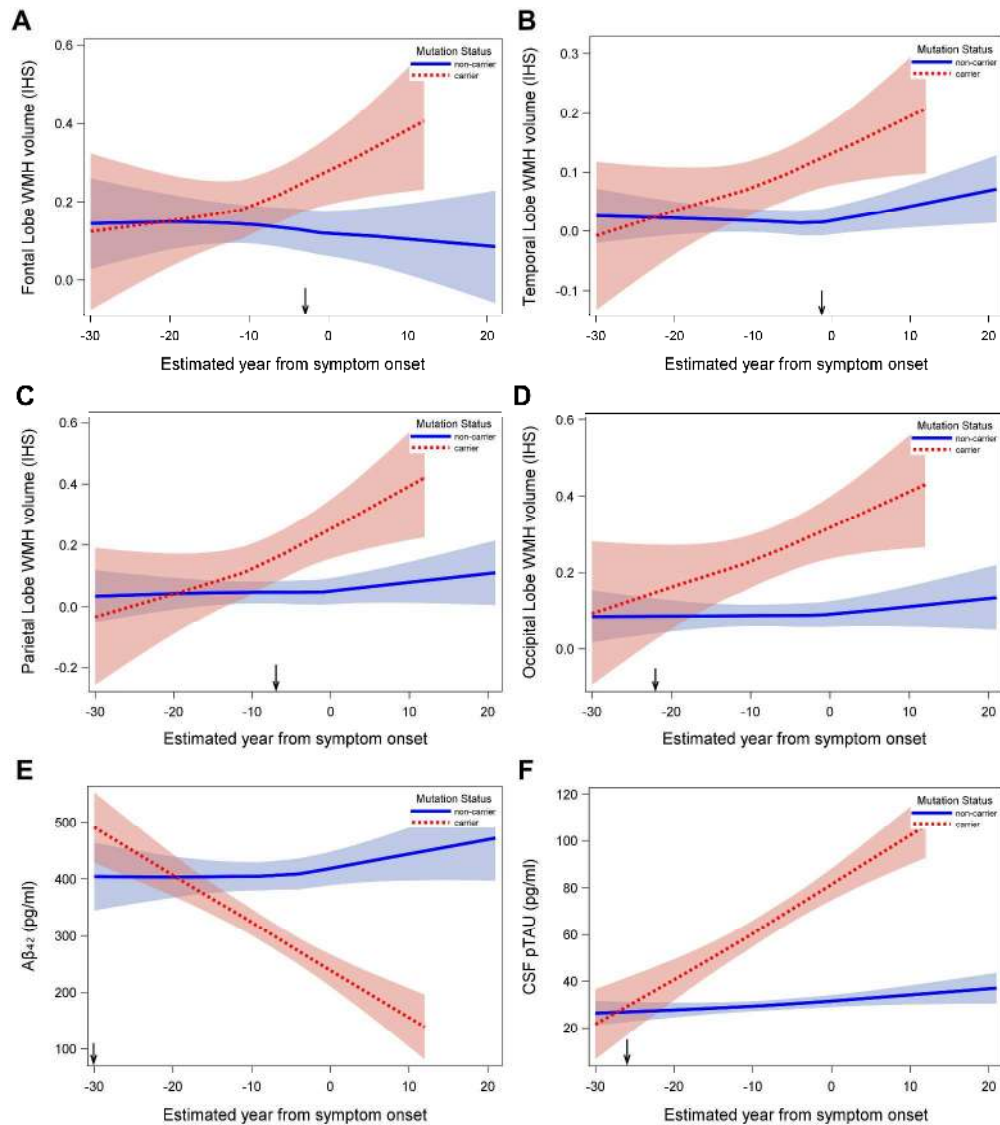 A
Fontal Lobe WMH volume (IHS)
0.6
0.4
0.2
0.0
Mutation Status
non-carrier
carrier
-30 -20 -10 0 10 20
Estimated year from symptom onset
B
Temporal Lobe WMH volume (IHS)
0.3
0.2
0.1
0.0
-0.1
Mutation Status
non-carrier
carrier
-30 -20 -10 0 10 20
Estimated year from symptom onset
C
Parietal Lobe WMH volume (IHS)
0.6
0.4
0.2
0.0
-0.2
Mutation Status
non-carrier
carrier
-30 -20 -10 0 10 20
Estimated year from symptom onset
D
Occipital Lobe WMH volume (IHS)
0.6
0.4
0.2
0.0
Mutation Status
non-carrier
carrier
-30 -20 -10 0 10 20
Estimated year from symptom onset
E
Aβ₄₂ (pg/ml)
500
400
300
200
100
Mutation Status
non-carrier
carrier
-30 -20 -10 0 10 20
Estimated year from symptom onset
F
CSF pTAU (pg/ml)
120
100
80
60
40
20
Mutation Status
non-carrier
carrier
-30 -20 -10 0 10 20
Estimated year from symptom onset